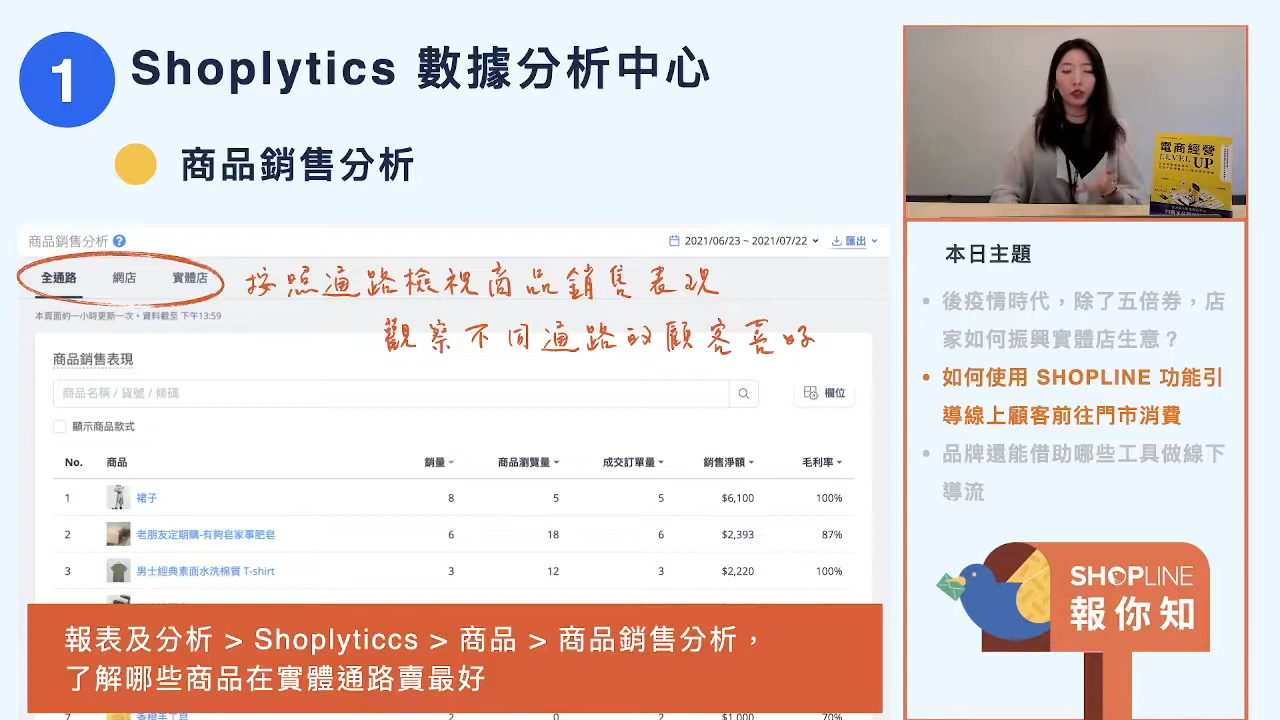 1
Shoplytics 數據分析中心
商品銷售分析
商品銷售分析 ?
2021/06/23 ~ 2021/07/22
匯出
全通路 網店 實體店
按照通路檢視商品銷售表現
觀察不同通路的顧客喜好
本頁面約一小時更新一次。資料截至 下午13:59
商品銷售表現
商品名稱 / 貨號 / 條碼
欄位
顯示商品款式
No. 商品 銷量 商品瀏覽量 成交訂單量 銷售淨額 毛利率
1 裙子 8 5 5 $6,100 100%
2 老朋友定期購-有夠皂家事肥皂 6 18 6 $2,393 87%
3 男士經典素面水洗棉質 T-shirt 3 12 3 $2,220 100%
報表及分析 > Shoplyticcs > 商品 > 商品銷售分析，
了解哪些商品在實體通路賣最好
7 香橙手工皂 2 0 2 $1,000 70%
電商經營
LEVEL
UP
本日主題
• 後疫情時代，除了五倍券，店
家如何振興實體店生意？
• 如何使用 SHOPLINE 功能引
導線上顧客前往門市消費
• 品牌還能借助哪些工具做線下
導流
SHOPLINE
報你知